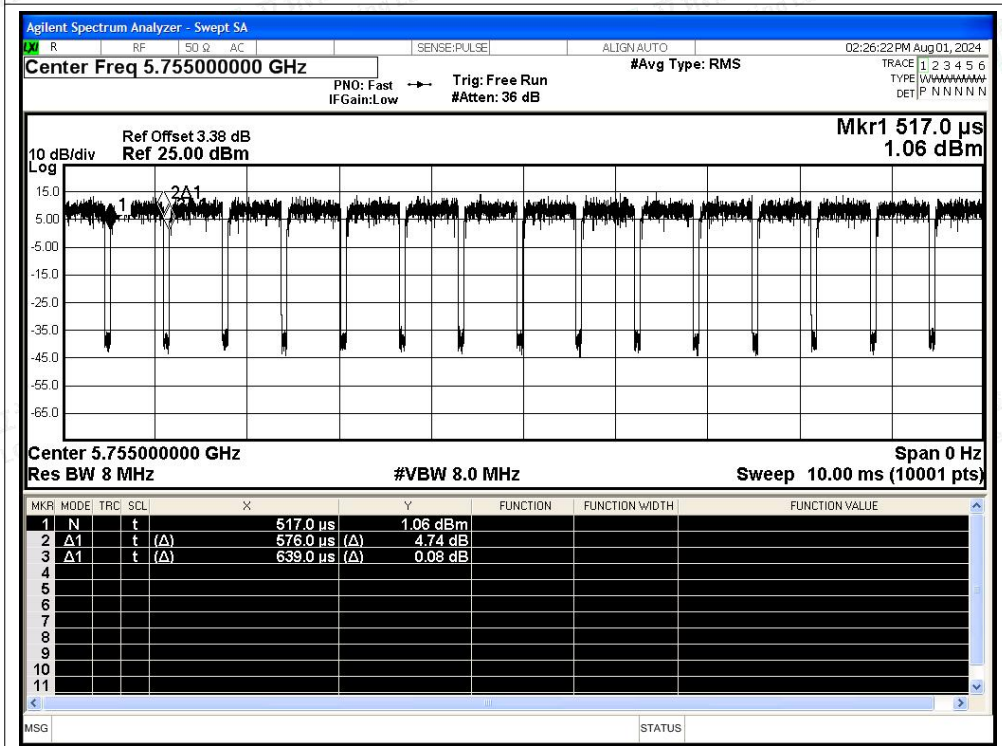 Agilent Spectrum Analyzer - Swept SA
LXI R RF 50 Ω AC SENSE:PULSE ALIGN AUTO 02:26:22 PM Aug 01, 2024
Center Freq 5.755000000 GHz #Avg Type: RMS TRACE 1 2 3 4 5 6
PNO: Fast Trig: Free Run TYPE WWWWWW
IFGain:Low #Atten: 36 dB DET P N N N N N
Mkr1 517.0 µs
Ref Offset 3.38 dB
10 dB/div Ref 25.00 dBm 1.06 dBm
Log
15.0
1 2Δ1
5.00
-5.00
-15.0
-25.0
-35.0
-45.0
-55.0
-65.0
Center 5.755000000 GHz Span 0 Hz
Res BW 8 MHz #VBW 8.0 MHz Sweep 10.00 ms (10001 pts)
MKR MODE TRC SCL X Y FUNCTION FUNCTION WIDTH FUNCTION VALUE
1 N t 517.0 µs 1.06 dBm
2 Δ1 t (Δ) 576.0 µs (Δ) 4.74 dB
3 Δ1 t (Δ) 639.0 µs (Δ) 0.08 dB
4
5
6
7
8
9
10
11
MSG STATUS